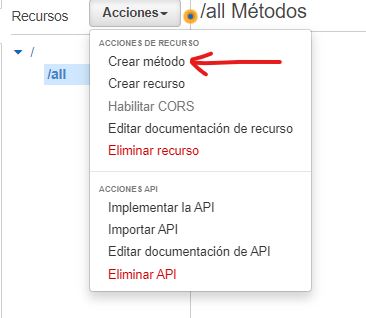 Recursos Acciones /all Métodos
/
/all
ACCIONES DE RECURSO
Crear método
Crear recurso
Habilitar CORS
Editar documentación de recurso
Eliminar recurso
ACCIONES API
Implementar la API
Importar API
Editar documentación de API
Eliminar API